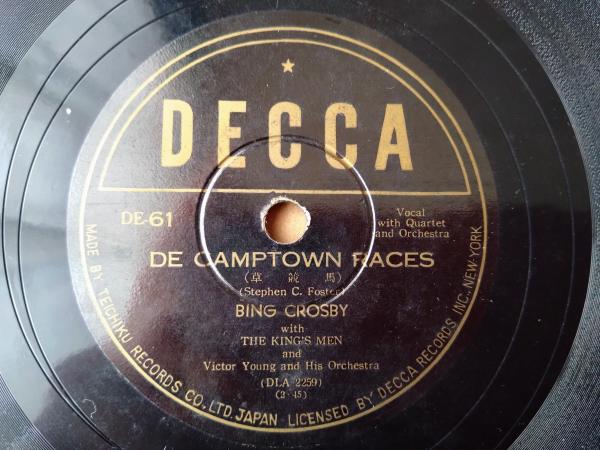 DECCA
DE-61
Vocal
with Quartet
and Orchestra
DE CAMPTOWN RACES
(草競馬)
(Stephen C. Foster)
BING CROSBY
with
THE KING'S MEN
and
Victor Young and His Orchestra
(DLA 2259)
(2·45)
MADE BY TEICHIKU RECORDS CO. LTD. JAPAN LICENSED BY DECCA RECORDS INC. NEW-YORK